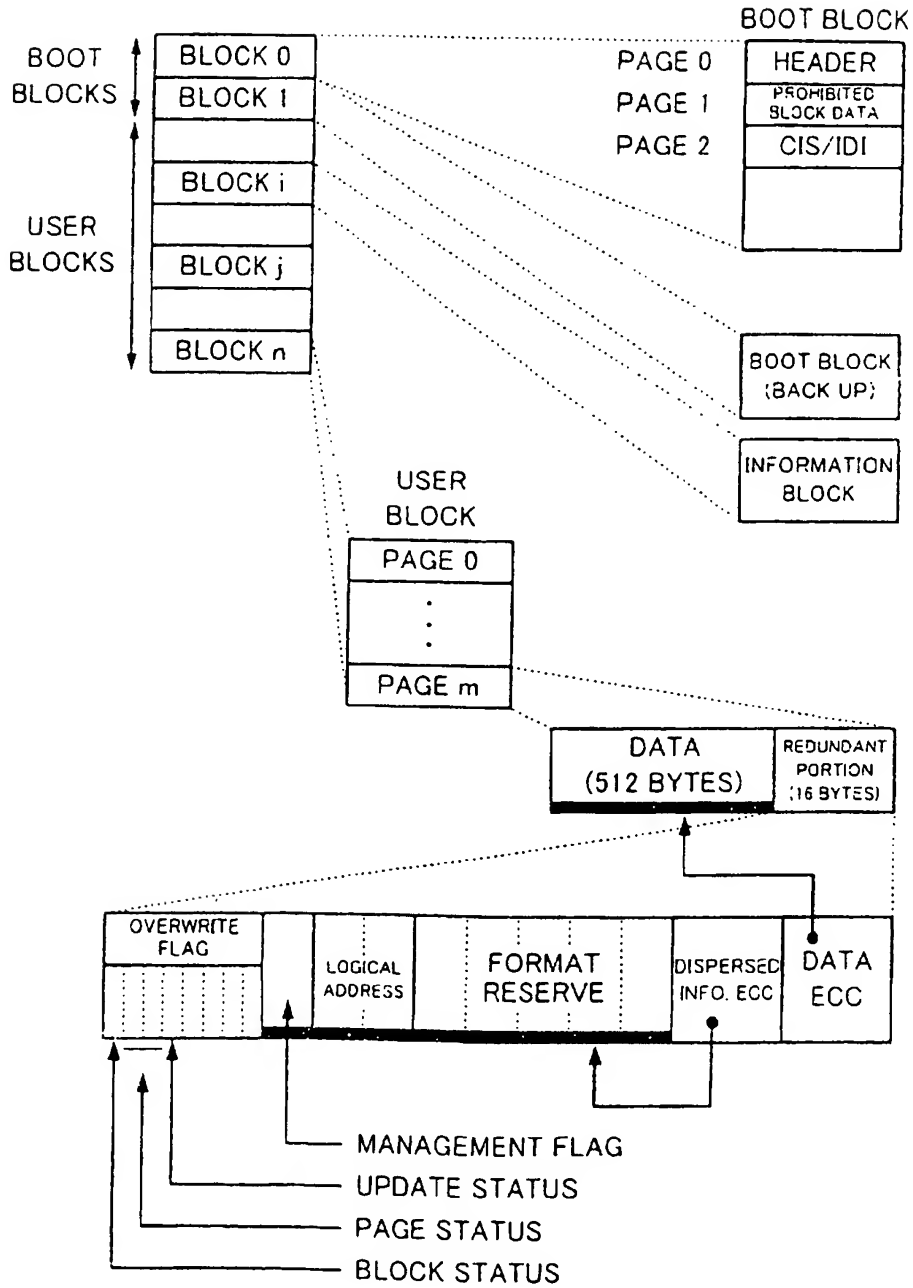 BOOT BLOCK
BOOT
BLOCKS
BLOCK 0
BLOCK 1
BLOCK i
USER
BLOCKS
BLOCK j
BLOCK n
PAGE 0
HEADER
PAGE 1
PROHIBITED
BLOCK DATA
PAGE 2
CIS/IDI
BOOT BLOCK
(BACK UP)
INFORMATION
BLOCK
USER
BLOCK
PAGE 0
PAGE m
DATA
(512 BYTES)
REDUNDANT
PORTION
(16 BYTES)
OVERWRITE
FLAG
LOGICAL
ADDRESS
FORMAT
RESERVE
DISPERSED
INFO. ECC
DATA
ECC
MANAGEMENT FLAG
UPDATE STATUS
PAGE STATUS
BLOCK STATUS